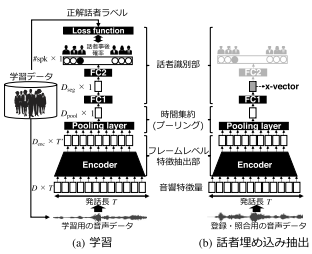 正解話者ラベル
Loss function
話者事後
確率
#spk × 1
FC2
学習データ
D_reg × 1
FC1
D_pool × 1
Pooling layer
D_enc × T'
Encoder
D × T
発話長 T
学習用の音声データ
(a) 学習
話者識別部
時間集約
(プーリング)
フレームレベル
特徴抽出部
音響特徴量
FC2
x-vector
FC1
Pooling layer
Encoder
発話長 T
登録・照合用の音声データ
(b) 話者埋め込み抽出